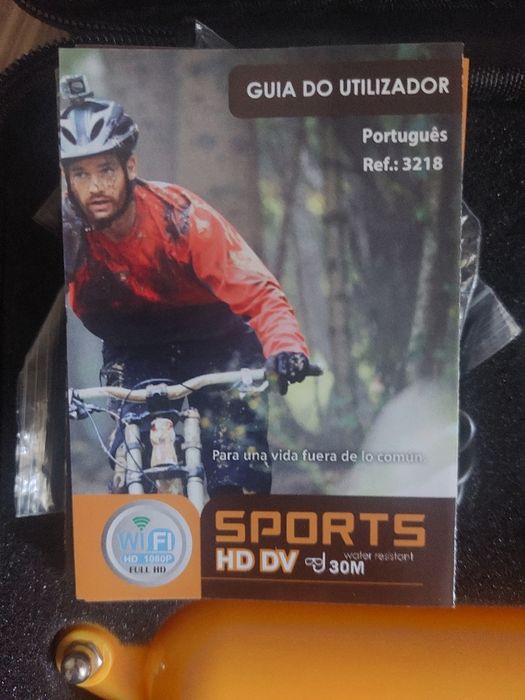 GUIA DO UTILIZADOR
Português
Ref.: 3218
Para una vida fuera de lo común.
WiFi
HD 1080P
FULL HD
SPORTS
HD DV
water resistant
30M